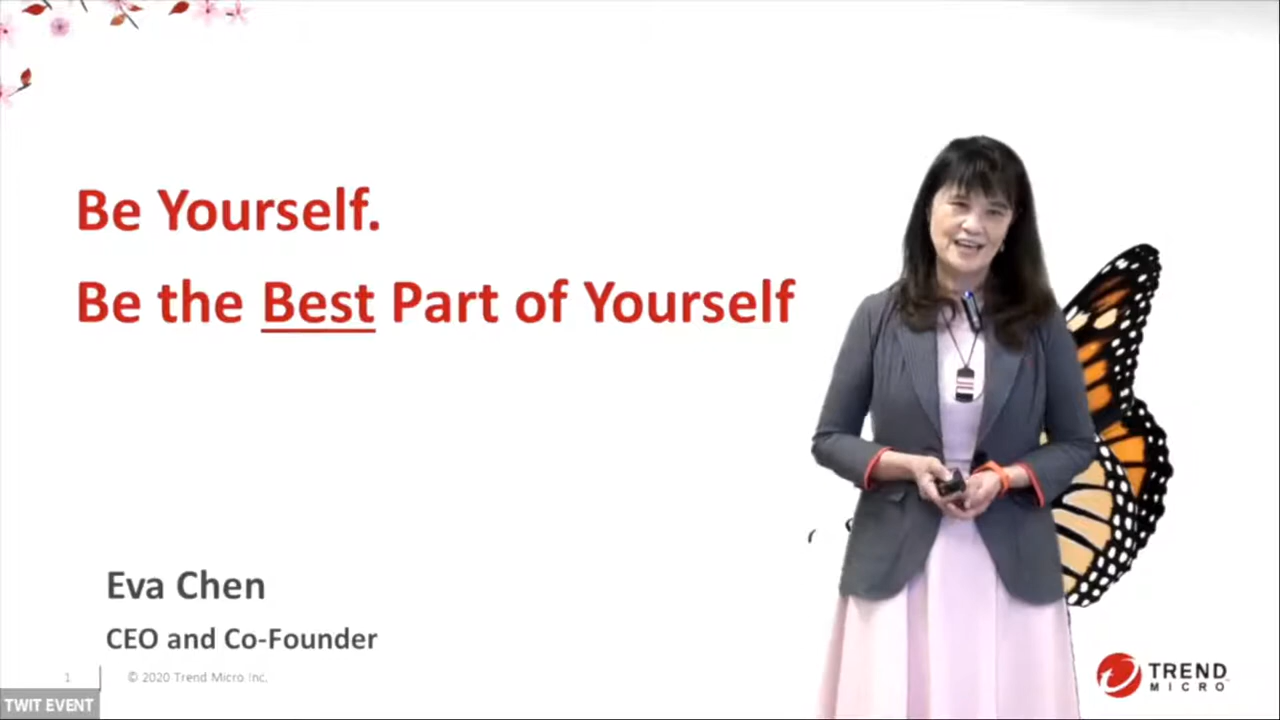 Be Yourself.
Be the Best Part of Yourself
Eva Chen
CEO and Co-Founder
1
© 2020 Trend Micro Inc.
TWIT EVENT
TREND
MICRO